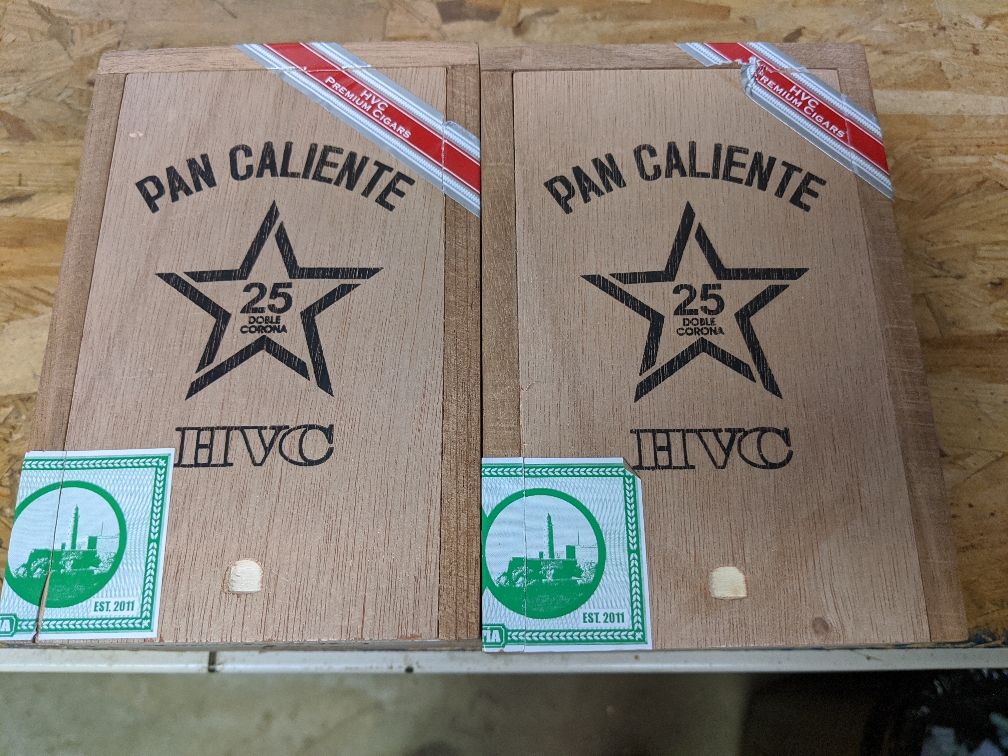 HVC
PREMIUM CIGARS
PAN CALIENTE
25
DOBLE
CORONA
HVC
EST. 2011
HVC
PREMIUM CIGARS
PAN CALIENTE
25
DOBLE
CORONA
HVC
EST. 2011